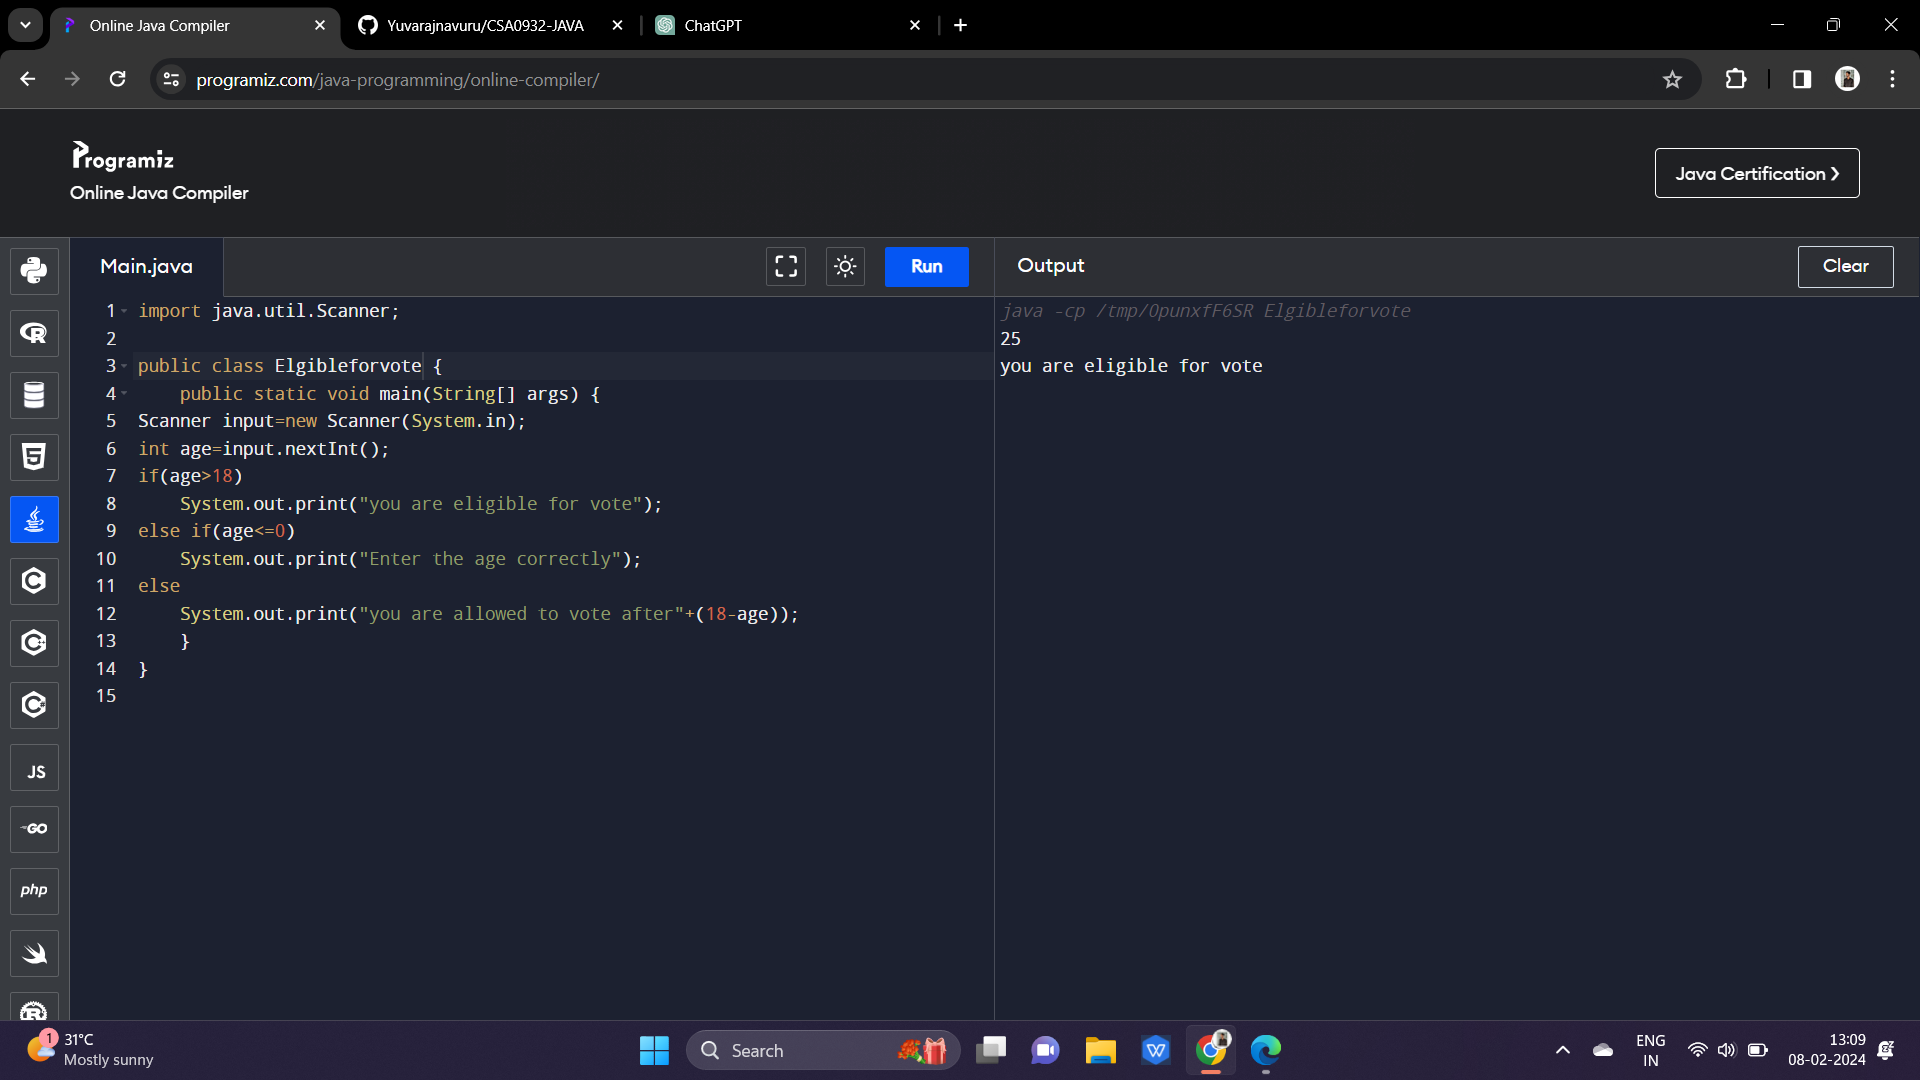 Online Java Compiler
Yuvarajnavuru/CSA0932-JAVA
ChatGPT
programiz.com/java-programming/online-compiler/
Programiz
Online Java Compiler
Java Certification ❯
Main.java
Run
Output
Clear
1 import java.util.Scanner;
2
3 public class Elgibleforvote {
4     public static void main(String[] args) {
5 Scanner input=new Scanner(System.in);
6 int age=input.nextInt();
7 if(age>18)
8     System.out.print("you are eligible for vote");
9 else if(age<=0)
10     System.out.print("Enter the age correctly");
11 else
12     System.out.print("you are allowed to vote after"+(18-age));
13     }
14 }
15
java -cp /tmp/OpunxfF6SR Elgibleforvote
25
you are eligible for vote
JS
GO
php
1
31°C
Mostly sunny
Search
ENG
IN
13:09
08-02-2024